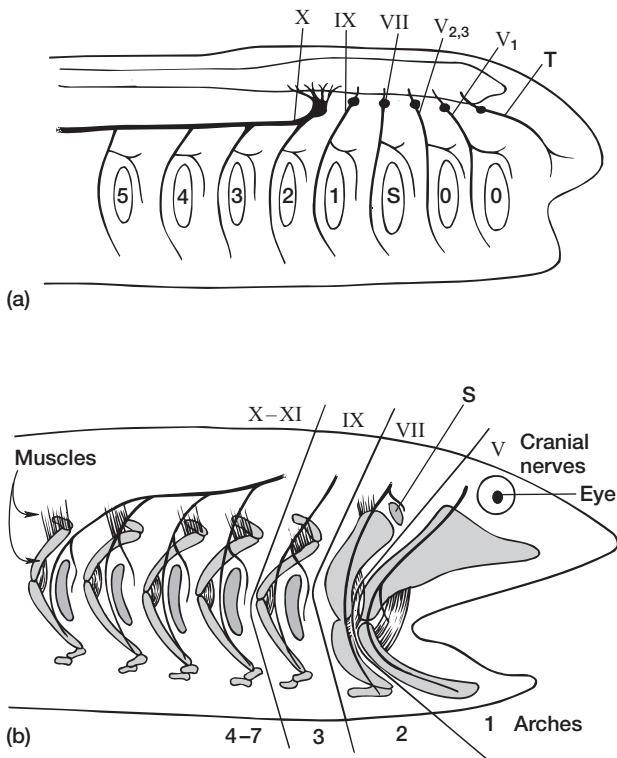 X IX VII V2,3 V1 T
5 4 3 2 1 S 0 0
(a)
X–XI IX VII S V Cranial nerves
Muscles
Eye
4–7 3 2 1 Arches
(b)